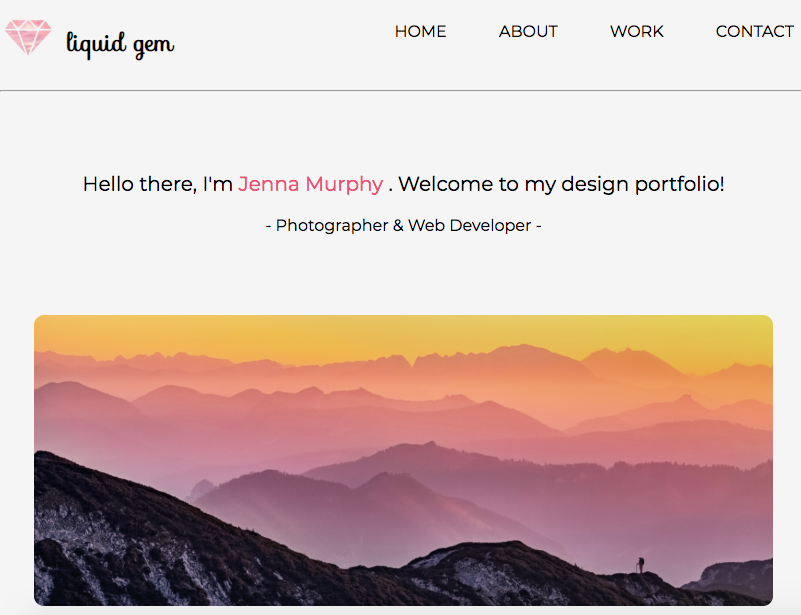 liquid gem
HOME ABOUT WORK CONTACT
Hello there, I'm Jenna Murphy . Welcome to my design portfolio!
- Photographer & Web Developer -